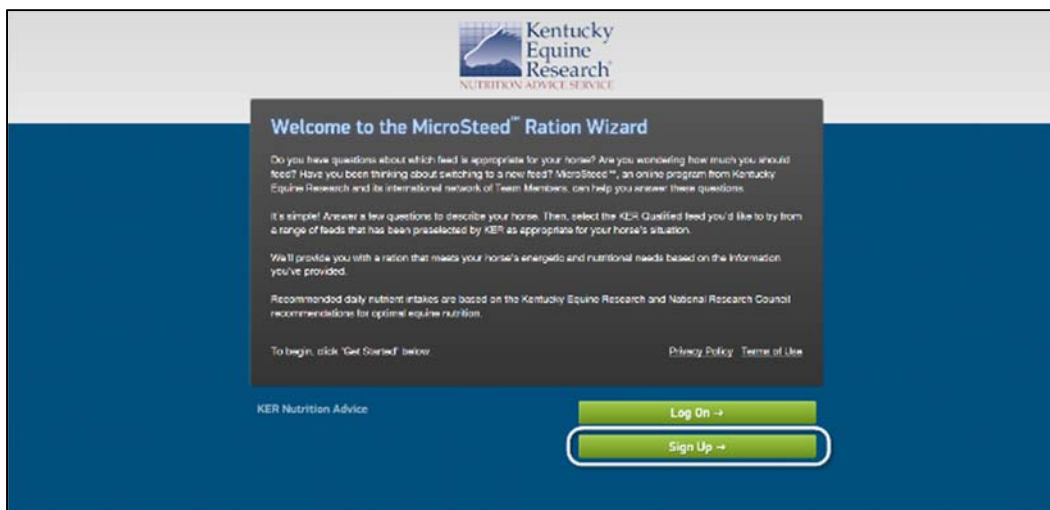 Kentucky
Equine
Research®
NUTRITION ADVICE SERVICE
Welcome to the MicroSteed™ Ration Wizard
Do you have questions about which feed is appropriate for your horse? Are you wondering how much you should
feed? Have you been thinking about switching to a new feed? MicroSteed™, an online program from Kentucky
Equine Research and its international network of Team Members, can help you answer these questions.
It's simple! Answer a few questions to describe your horse. Then, select the KER Qualified feed you'd like to try from
a range of feeds that has been preselected by KER as appropriate for your horse's situation.
We'll provide you with a ration that meets your horse's energetic and nutritional needs based on the information
you've provided.
Recommended daily nutrient intakes are based on the Kentucky Equine Research and National Research Council
recommendations for optimal equine nutrition.
To begin, click "Get Started" below.
Privacy Policy Terms of Use
KER Nutrition Advice
Log On →
Sign Up →